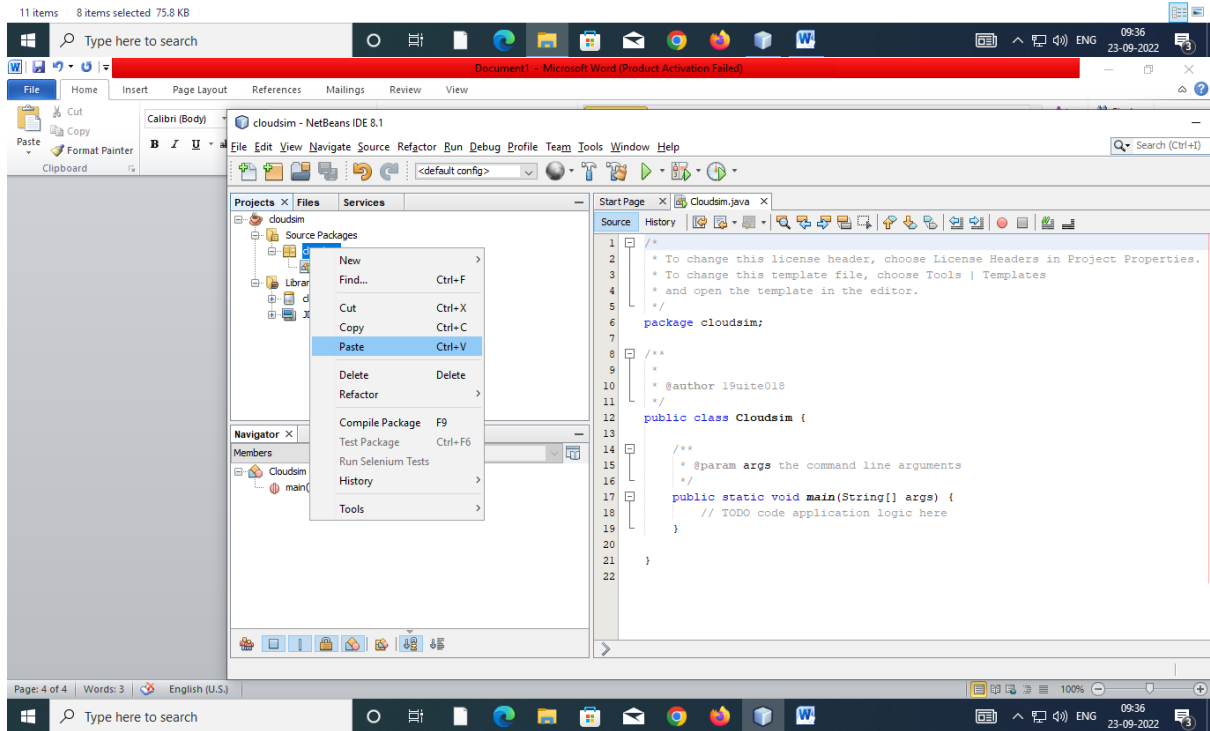 11 items 8 items selected 75.8 KB
Type here to search
ENG
09:36
23-09-2022
3
Document1 - Microsoft Word (Product Activation Failed)
File Home Insert Page Layout References Mailings Review View
Cut
Copy
Paste
Format Painter
Clipboard
Calibri (Body)
B I U
cloudsim - NetBeans IDE 8.1
File Edit View Navigate Source Refactor Run Debug Profile Team Tools Window Help
Search (Ctrl+I)
<default config>
Projects Files Services
cloudsim
Source Packages
Librar
New
Find... Ctrl+F
Cut Ctrl+X
Copy Ctrl+C
Paste Ctrl+V
Delete Delete
Refactor
Compile Package F9
Test Package Ctrl+F6
Run Selenium Tests
History
Tools
Navigator
Members
Cloudsim
main(
Start Page Cloudsim.java
Source History
1 /*
2 * To change this license header, choose License Headers in Project Properties.
3 * To change this template file, choose Tools | Templates
4 * and open the template in the editor.
5 */
6 package cloudsim;
7
8 /**
9 *
10 * @author 19uite018
11 */
12 public class Cloudsim {
13
14 /**
15 * @param args the command line arguments
16 */
17 public static void main(String[] args) {
18 // TODO code application logic here
19 }
20
21 }
22
Page: 4 of 4 Words: 3 English (U.S.)
100%
Type here to search
ENG
09:36
23-09-2022
3